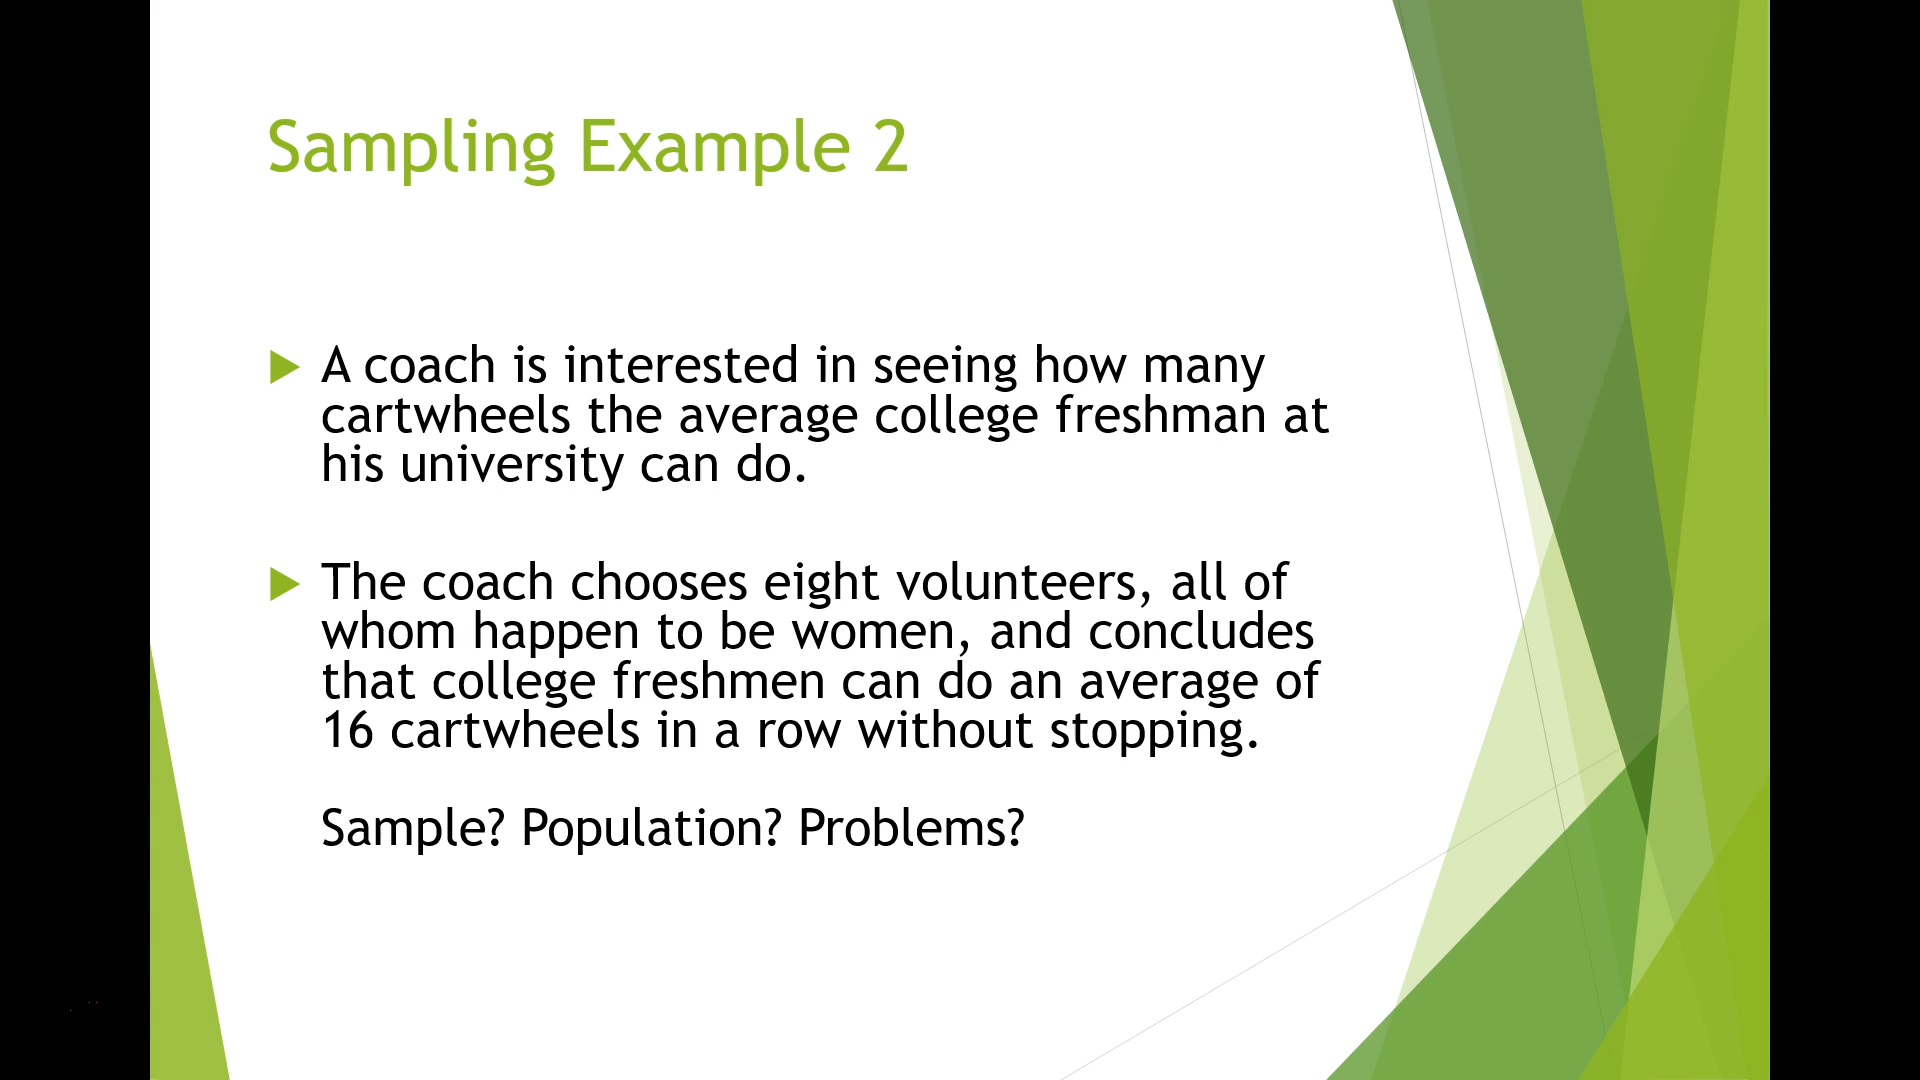 Sampling Example 2
A coach is interested in seeing how many
cartwheels the average college freshman at
his university can do.
The coach chooses eight volunteers, all of
whom happen to be women, and concludes
that college freshmen can do an average of
16 cartwheels in a row without stopping.
Sample? Population? Problems?